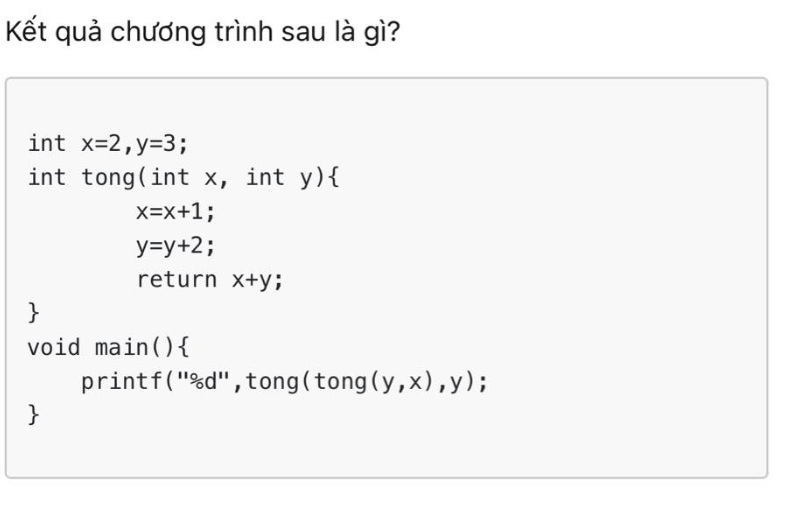 Kết quả chương trình sau là gì?
int x=2,y=3;
int tong(int x, int y){
x=x+1;
y=y+2;
return x+y;
}
void main(){
printf("%d",tong(tong(y,x),y);
}